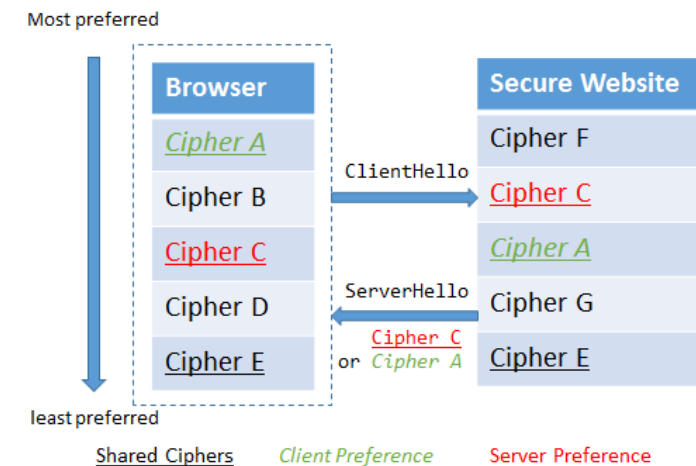 Most preferred
Browser
Cipher A
Cipher B
Cipher C
Cipher D
Cipher E
ClientHello
ServerHello
Cipher C
or Cipher A
Secure Website
Cipher F
Cipher C
Cipher A
Cipher G
Cipher E
least preferred
Shared Ciphers Client Preference Server Preference